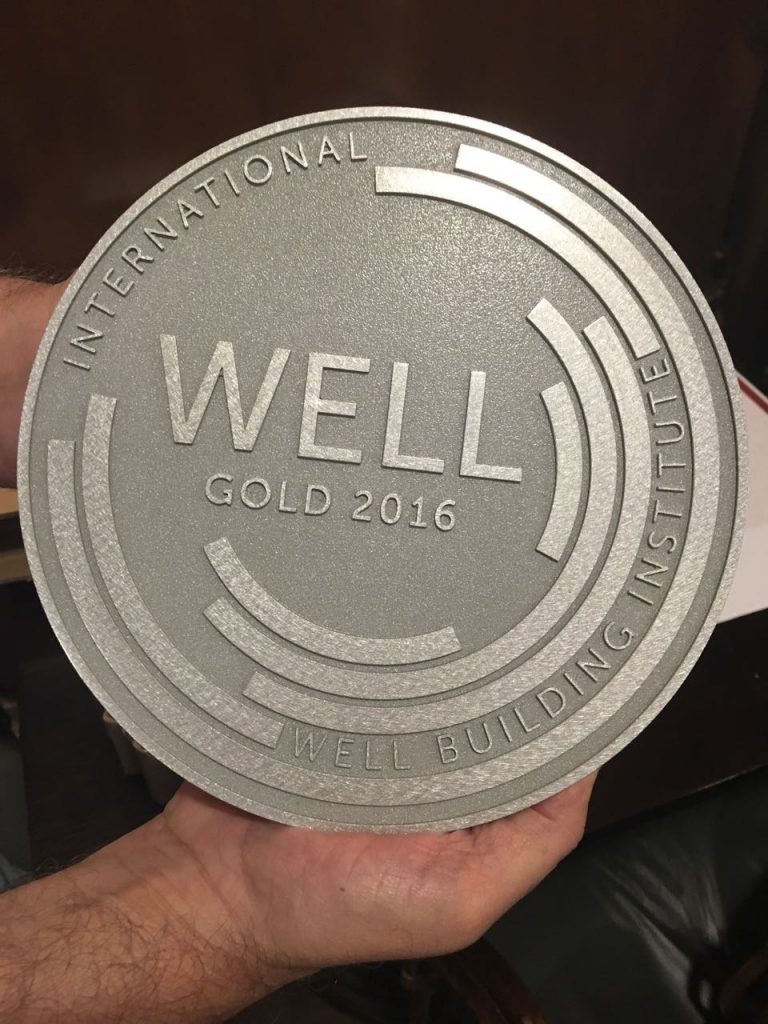 INTERNATIONAL
WELL
GOLD 2016
WELL BUILDING INSTITUTE